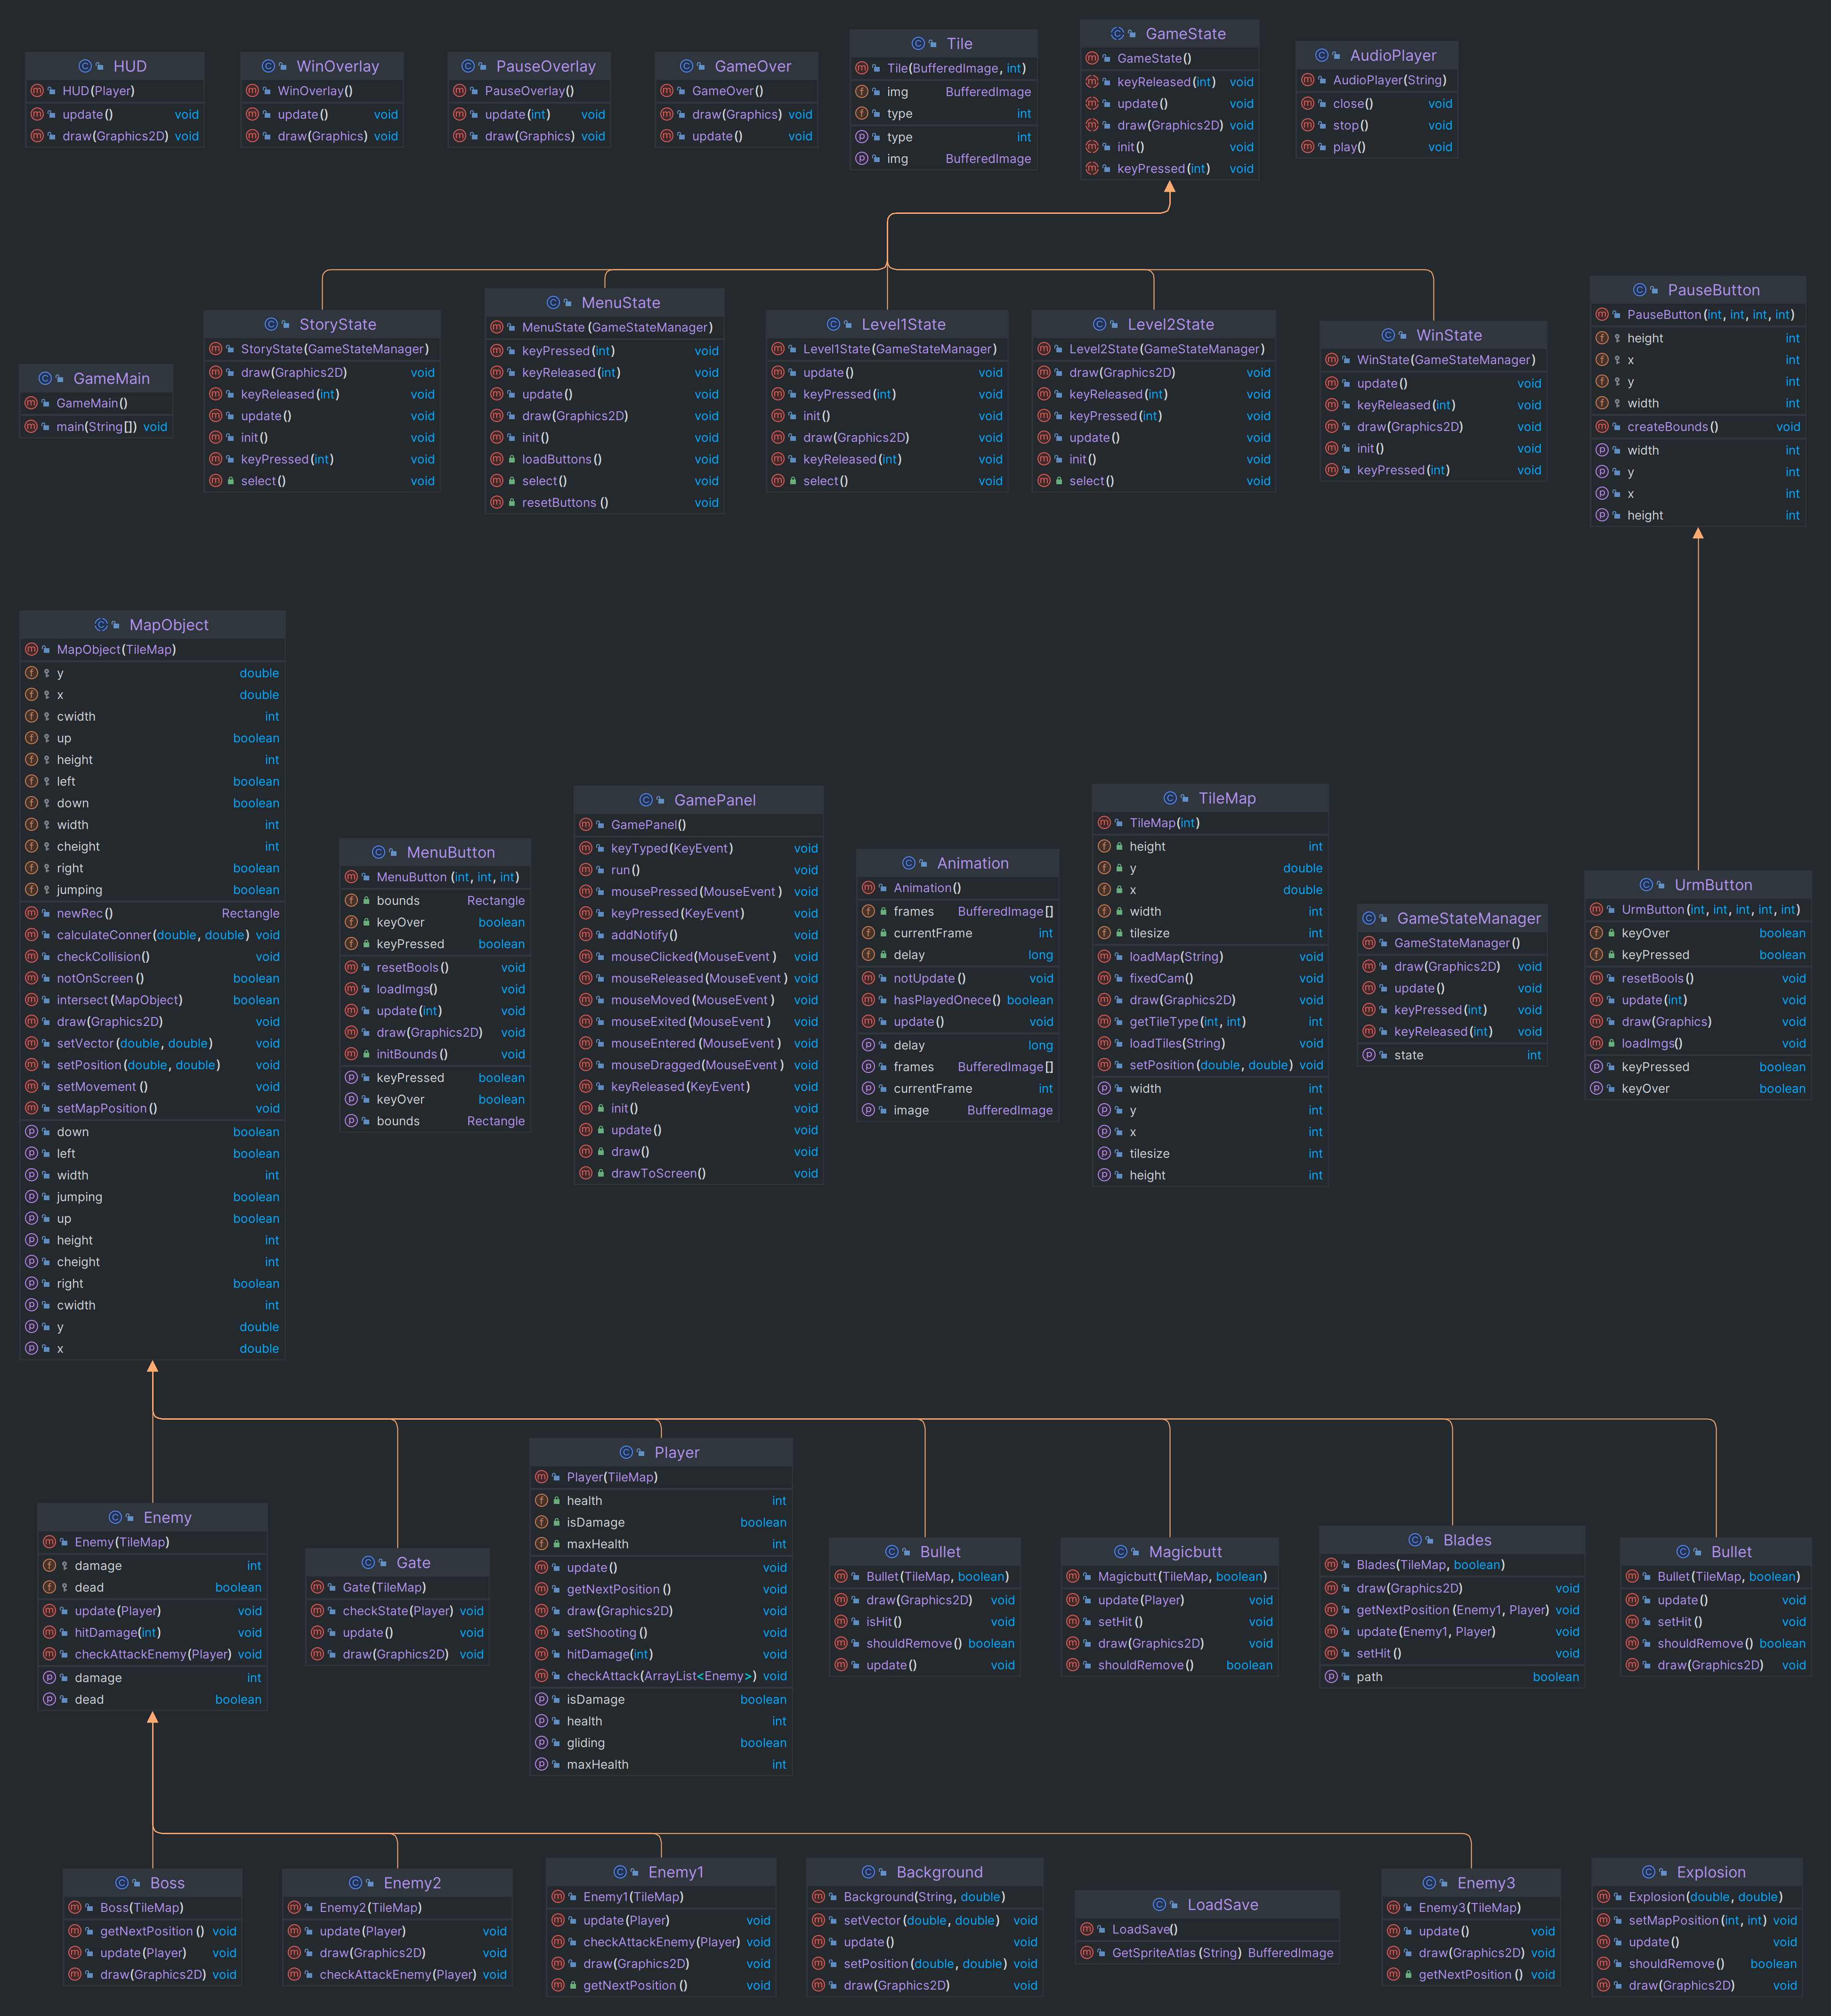 HUD
HUD(Player)
update() void
draw(Graphics2D) void
WinOverlay
WinOverlay()
update() void
draw(Graphics) void
PauseOverlay
PauseOverlay()
update(int) void
draw(Graphics) void
GameOver
GameOver()
draw(Graphics) void
update() void
Tile
Tile(BufferedImage, int)
img BufferedImage
type int
type int
img BufferedImage
GameState
GameState()
keyReleased(int) void
update() void
draw(Graphics2D) void
init() void
keyPressed(int) void
AudioPlayer
AudioPlayer(String)
close() void
stop() void
play() void
GameMain
GameMain()
main(String[]) void
StoryState
StoryState(GameStateManager)
draw(Graphics2D) void
keyReleased(int) void
update() void
init() void
keyPressed(int) void
select() void
MenuState
MenuState(GameStateManager)
keyPressed(int) void
keyReleased(int) void
update() void
draw(Graphics2D) void
init() void
loadButtons() void
select() void
resetButtons() void
Level1State
Level1State(GameStateManager)
update() void
keyPressed(int) void
init() void
draw(Graphics2D) void
keyReleased(int) void
select() void
Level2State
Level2State(GameStateManager)
draw(Graphics2D) void
keyReleased(int) void
keyPressed(int) void
update() void
init() void
select() void
WinState
WinState(GameStateManager)
update() void
keyReleased(int) void
draw(Graphics2D) void
init() void
keyPressed(int) void
PauseButton
PauseButton(int, int, int, int)
height int
x int
y int
width int
createBounds() void
width int
y int
x int
height int
MapObject
MapObject(TileMap)
y double
x double
cwidth int
up boolean
height int
left boolean
down boolean
width int
cheight int
right boolean
jumping boolean
newRec() Rectangle
calculateConner(double, double) void
checkCollision() void
notOnScreen() boolean
intersect(MapObject) boolean
draw(Graphics2D) void
setVector(double, double) void
setPosition(double, double) void
setMovement() void
setMapPosition() void
down boolean
left boolean
width int
jumping boolean
up boolean
height int
cheight int
right boolean
cwidth int
y double
x double
MenuButton
MenuButton(int, int, int)
bounds Rectangle
keyOver boolean
keyPressed boolean
resetBools() void
loadImgs() void
update(int) void
draw(Graphics2D) void
initBounds() void
keyPressed boolean
keyOver boolean
bounds Rectangle
GamePanel
GamePanel()
keyTyped(KeyEvent) void
run() void
mousePressed(MouseEvent) void
keyPressed(KeyEvent) void
addNotify() void
mouseClicked(MouseEvent) void
mouseReleased(MouseEvent) void
mouseMoved(MouseEvent) void
mouseExited(MouseEvent) void
mouseEntered(MouseEvent) void
mouseDragged(MouseEvent) void
keyReleased(KeyEvent) void
init() void
update() void
draw() void
drawToScreen() void
Animation
Animation()
frames BufferedImage[]
currentFrame int
delay long
notUpdate() void
hasPlayedOnece() boolean
update() void
delay long
frames BufferedImage[]
currentFrame int
image BufferedImage
TileMap
TileMap(int)
height int
y double
x double
width int
tilesize int
loadMap(String) void
fixedCam() void
draw(Graphics2D) void
getTileType(int, int) int
loadTiles(String) void
setPosition(double, double) void
width int
y int
x int
tilesize int
height int
GameStateManager
GameStateManager()
draw(Graphics2D) void
update() void
keyPressed(int) void
keyReleased(int) void
state int
UrmButton
UrmButton(int, int, int, int, int)
keyOver boolean
keyPressed boolean
resetBools() void
update(int) void
draw(Graphics) void
loadImgs() void
keyPressed boolean
keyOver boolean
Enemy
Enemy(TileMap)
damage int
dead boolean
update(Player) void
hitDamage(int) void
checkAttackEnemy(Player) void
damage int
dead boolean
Gate
Gate(TileMap)
checkState(Player) void
update() void
draw(Graphics2D) void
Player
Player(TileMap)
health int
isDamage boolean
maxHealth int
update() void
getNextPosition() void
draw(Graphics2D) void
setShooting() void
hitDamage(int) void
checkAttack(ArrayList<Enemy>) void
isDamage boolean
health int
gliding boolean
maxHealth int
Bullet
Bullet(TileMap, boolean)
draw(Graphics2D) void
isHit() void
shouldRemove() boolean
update() void
Magicbutt
Magicbutt(TileMap, boolean)
update(Player) void
setHit() void
draw(Graphics2D) void
shouldRemove() boolean
Blades
Blades(TileMap, boolean)
draw(Graphics2D) void
getNextPosition(Enemy1, Player) void
update(Enemy1, Player) void
setHit() void
path boolean
Bullet
Bullet(TileMap, boolean)
update() void
setHit() void
shouldRemove() boolean
draw(Graphics2D) void
Boss
Boss(TileMap)
getNextPosition() void
update(Player) void
draw(Graphics2D) void
Enemy2
Enemy2(TileMap)
update(Player) void
draw(Graphics2D) void
checkAttackEnemy(Player) void
Enemy1
Enemy1(TileMap)
update(Player) void
checkAttackEnemy(Player) void
draw(Graphics2D) void
getNextPosition() void
Background
Background(String, double)
setVector(double, double) void
update() void
setPosition(double, double) void
draw(Graphics2D) void
LoadSave
LoadSave()
GetSpriteAtlas(String) BufferedImage
Enemy3
Enemy3(TileMap)
update() void
draw(Graphics2D) void
getNextPosition() void
Explosion
Explosion(double, double)
setMapPosition(int, int) void
update() void
shouldRemove() boolean
draw(Graphics2D) void